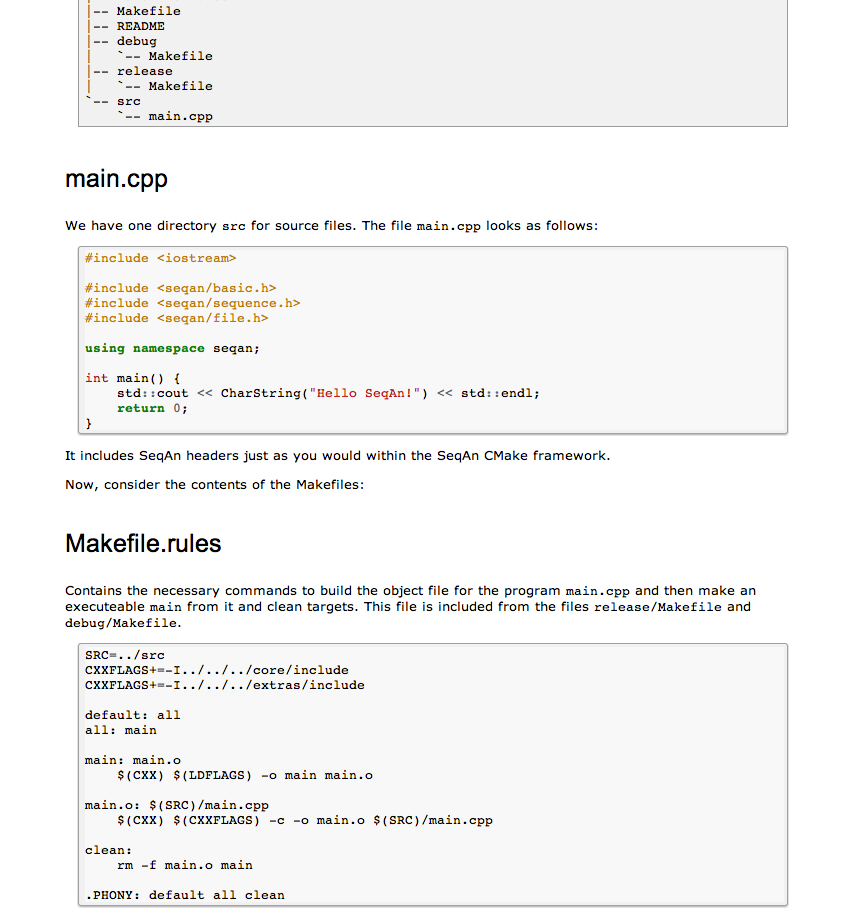 |-- Makefile
|-- README
|-- debug
|   `-- Makefile
|-- release
|   `-- Makefile
`-- src
    `-- main.cpp
main.cpp
We have one directory src for source files. The file main.cpp looks as follows:
#include <iostream>
#include <seqan/basic.h>
#include <seqan/sequence.h>
#include <seqan/file.h>
using namespace seqan;
int main() {
    std::cout << CharString("Hello SeqAn!") << std::endl;
    return 0;
}
It includes SeqAn headers just as you would within the SeqAn CMake framework.
Now, consider the contents of the Makefiles:
Makefile.rules
Contains the necessary commands to build the object file for the program main.cpp and then make an
executeable main from it and clean targets. This file is included from the files release/Makefile and
debug/Makefile.
SRC=../src
CXXFLAGS+=-I../../../core/include
CXXFLAGS+=-I../../../extras/include
default: all
all: main
main: main.o
    $(CXX) $(LDFLAGS) -o main main.o
main.o: $(SRC)/main.cpp
    $(CXX) $(CXXFLAGS) -c -o main.o $(SRC)/main.cpp
clean:
    rm -f main.o main
.PHONY: default all clean